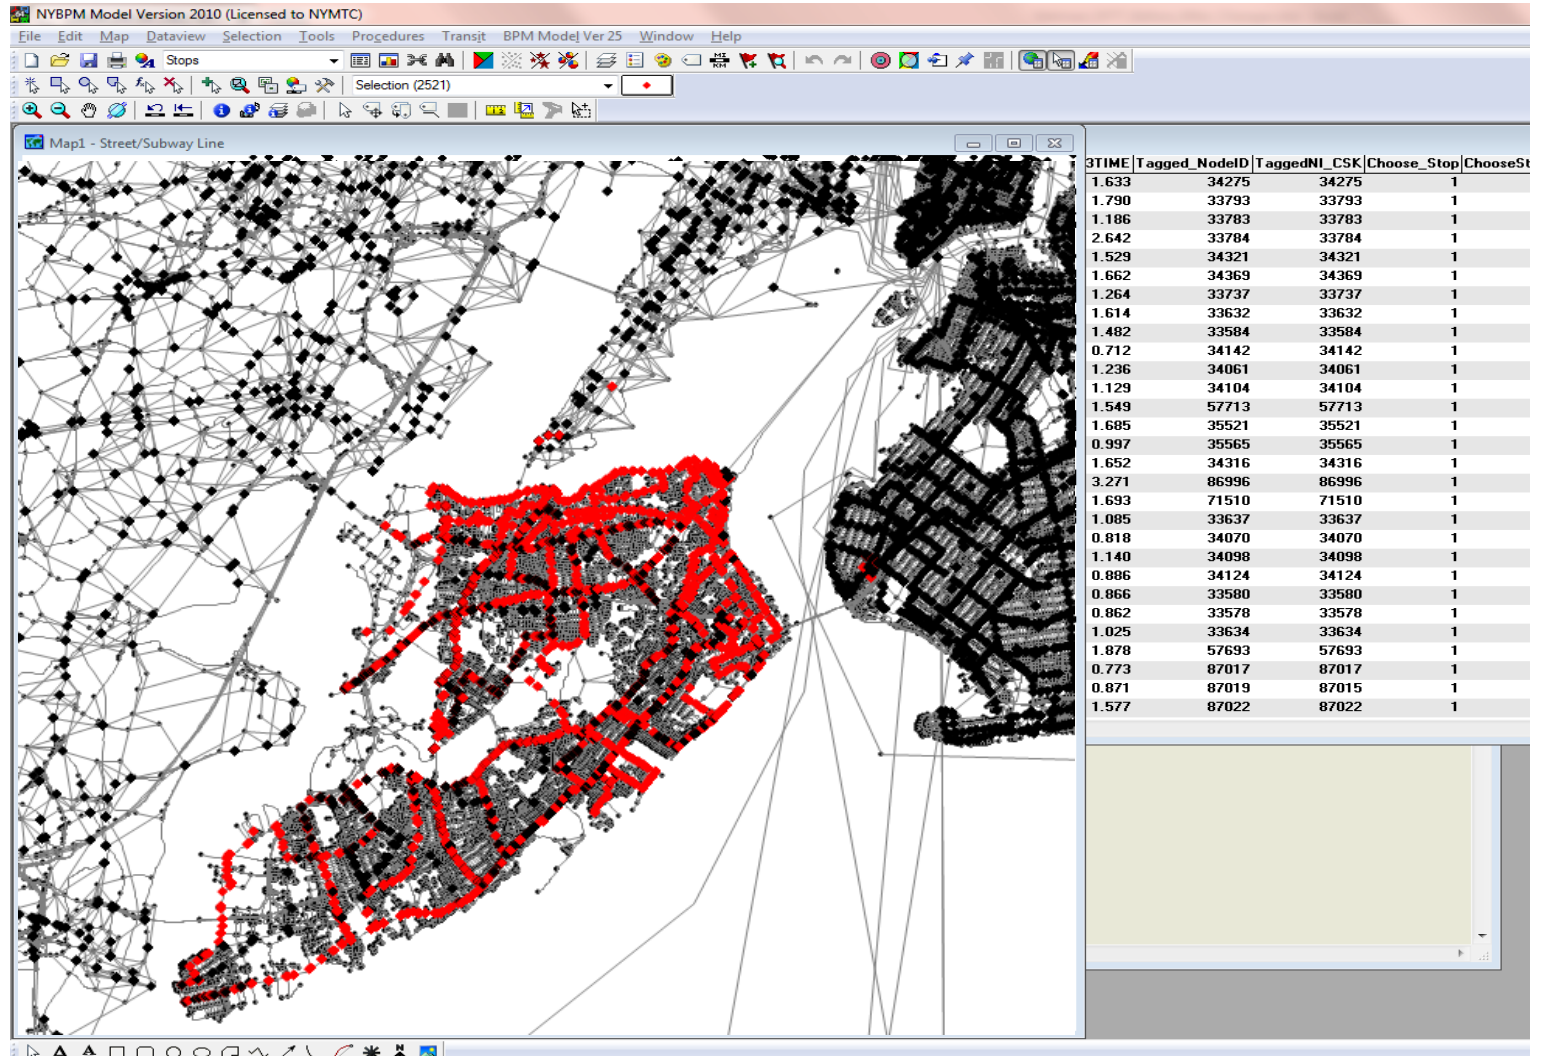 NYBPM Model Version 2010 (Licensed to NYMTC)
File Edit Map Dataview Selection Tools Procedures Transit BPM Model Ver 25 Window Help
Stops
Selection (2521)
Map1 - Street/Subway Line
3TIME Tagged_NodeID TaggedNI_CSK Choose_Stop ChooseSt
1.633 34275 34275 1
1.790 33793 33793 1
1.186 33783 33783 1
2.642 33784 33784 1
1.529 34321 34321 1
1.662 34369 34369 1
1.264 33737 33737 1
1.614 33632 33632 1
1.482 33584 33584 1
0.712 34142 34142 1
1.236 34061 34061 1
1.129 34104 34104 1
1.549 57713 57713 1
1.685 35521 35521 1
0.997 35565 35565 1
1.652 34316 34316 1
3.271 86996 86996 1
1.693 71510 71510 1
1.085 33637 33637 1
0.818 34070 34070 1
1.140 34098 34098 1
0.886 34124 34124 1
0.866 33580 33580 1
0.862 33578 33578 1
1.025 33634 33634 1
1.878 57693 57693 1
0.773 87017 87017 1
0.871 87019 87015 1
1.577 87022 87022 1